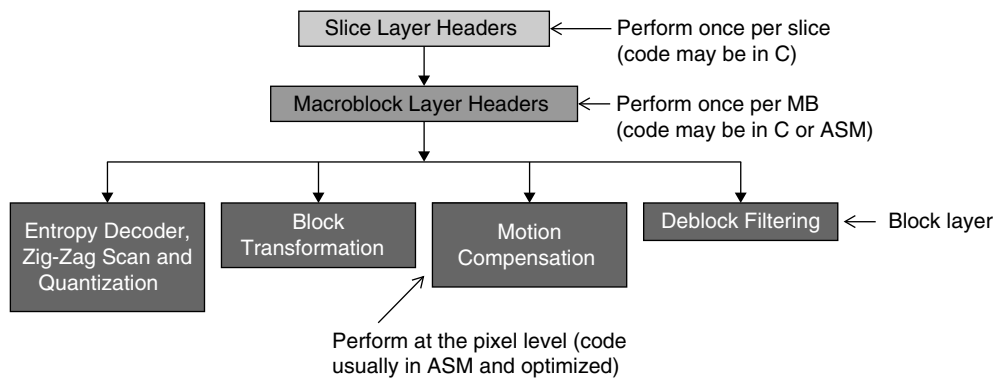 Slice Layer Headers
Perform once per slice
(code may be in C)
Macroblock Layer Headers
Perform once per MB
(code may be in C or ASM)
Entropy Decoder,
Zig-Zag Scan and
Quantization
Block
Transformation
Motion
Compensation
Deblock Filtering
Block layer
Perform at the pixel level (code
usually in ASM and optimized)